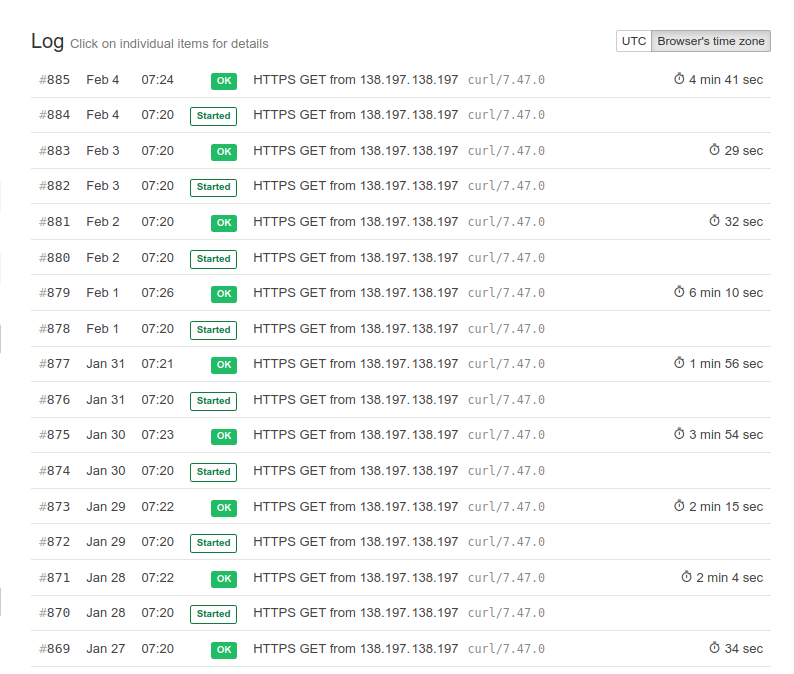 Log Click on individual items for details UTC Browser's time zone
#885 Feb 4 07:24 OK HTTPS GET from 138.197.138.197 curl/7.47.0 4 min 41 sec
#884 Feb 4 07:20 Started HTTPS GET from 138.197.138.197 curl/7.47.0
#883 Feb 3 07:20 OK HTTPS GET from 138.197.138.197 curl/7.47.0 29 sec
#882 Feb 3 07:20 Started HTTPS GET from 138.197.138.197 curl/7.47.0
#881 Feb 2 07:20 OK HTTPS GET from 138.197.138.197 curl/7.47.0 32 sec
#880 Feb 2 07:20 Started HTTPS GET from 138.197.138.197 curl/7.47.0
#879 Feb 1 07:26 OK HTTPS GET from 138.197.138.197 curl/7.47.0 6 min 10 sec
#878 Feb 1 07:20 Started HTTPS GET from 138.197.138.197 curl/7.47.0
#877 Jan 31 07:21 OK HTTPS GET from 138.197.138.197 curl/7.47.0 1 min 56 sec
#876 Jan 31 07:20 Started HTTPS GET from 138.197.138.197 curl/7.47.0
#875 Jan 30 07:23 OK HTTPS GET from 138.197.138.197 curl/7.47.0 3 min 54 sec
#874 Jan 30 07:20 Started HTTPS GET from 138.197.138.197 curl/7.47.0
#873 Jan 29 07:22 OK HTTPS GET from 138.197.138.197 curl/7.47.0 2 min 15 sec
#872 Jan 29 07:20 Started HTTPS GET from 138.197.138.197 curl/7.47.0
#871 Jan 28 07:22 OK HTTPS GET from 138.197.138.197 curl/7.47.0 2 min 4 sec
#870 Jan 28 07:20 Started HTTPS GET from 138.197.138.197 curl/7.47.0
#869 Jan 27 07:20 OK HTTPS GET from 138.197.138.197 curl/7.47.0 34 sec